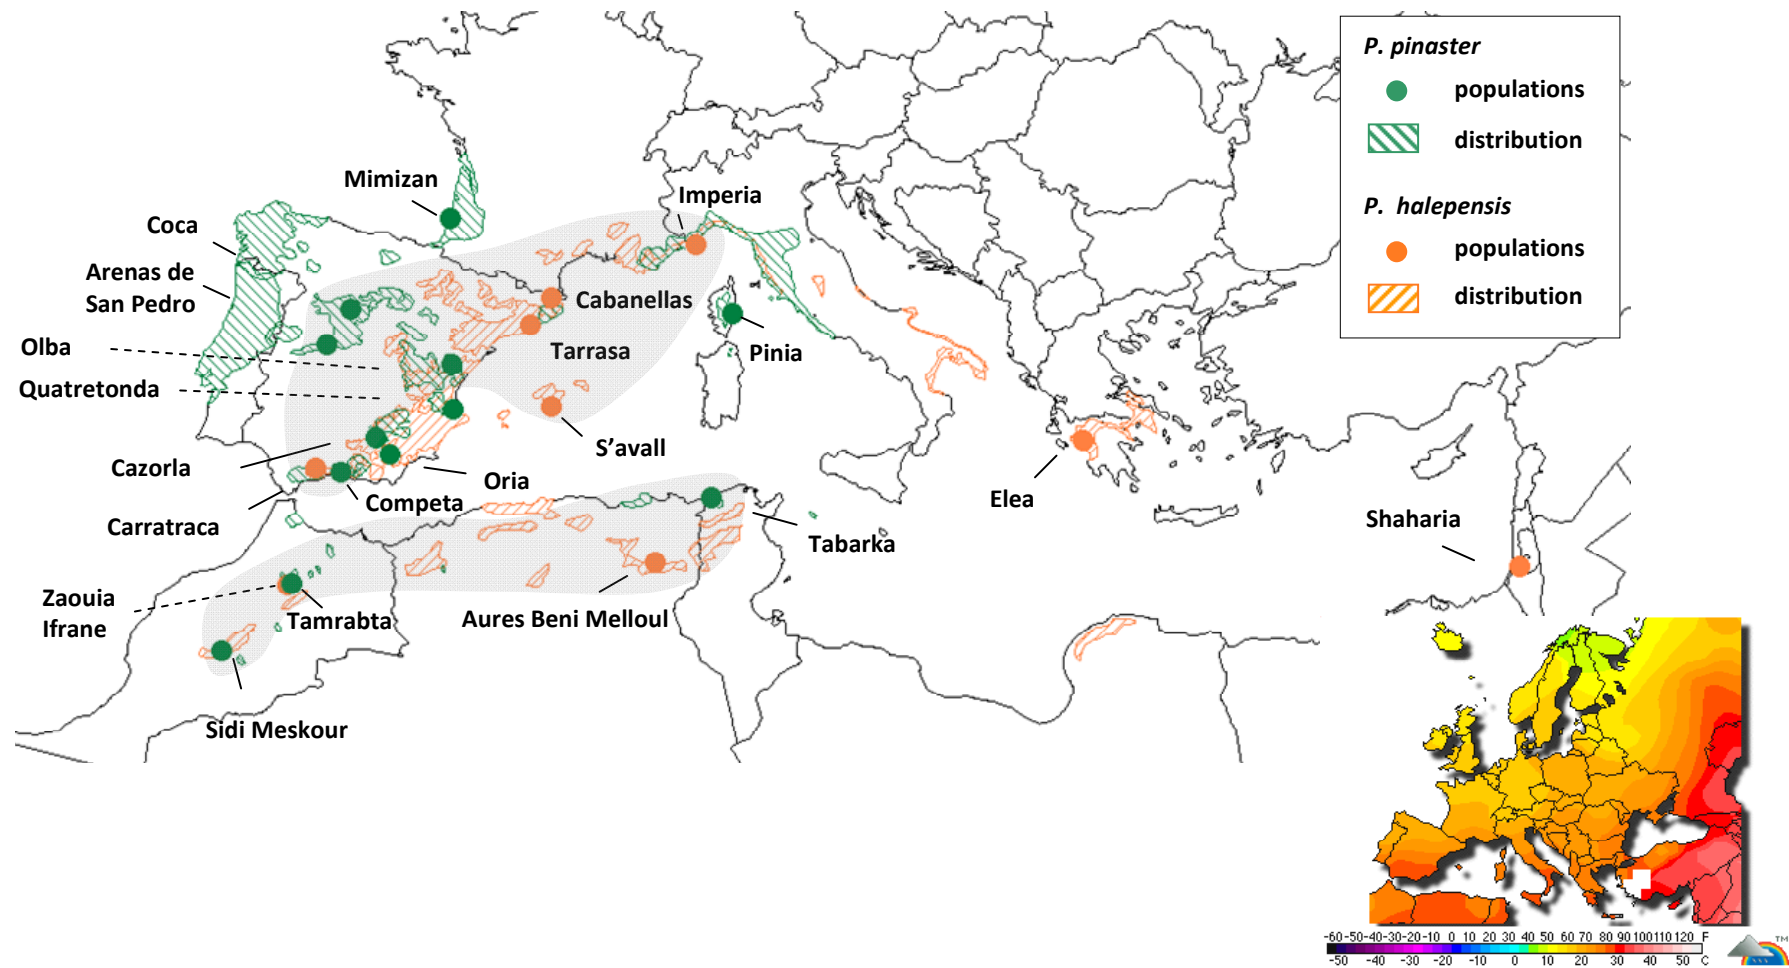 P. pinaster
populations
distribution
P. halepensis
populations
distribution
Mimizan
Imperia
Coca
Arenas de
San Pedro
Cabanellas
Olba
Tarrasa
Pinia
Quatretonda
S'avall
Cazorla
Oria
Elea
Competa
Carratraca
Shaharia
Tabarka
Zaouia
Ifrane
Tamrabta
Aures Beni Melloul
Sidi Meskour
-60-50-40-30-20-10 0 10 20 30 40 50 60 70 80 90100110 120 F
-50 -40 -30 -20 -10 0 10 20 30 40 50 C
TM